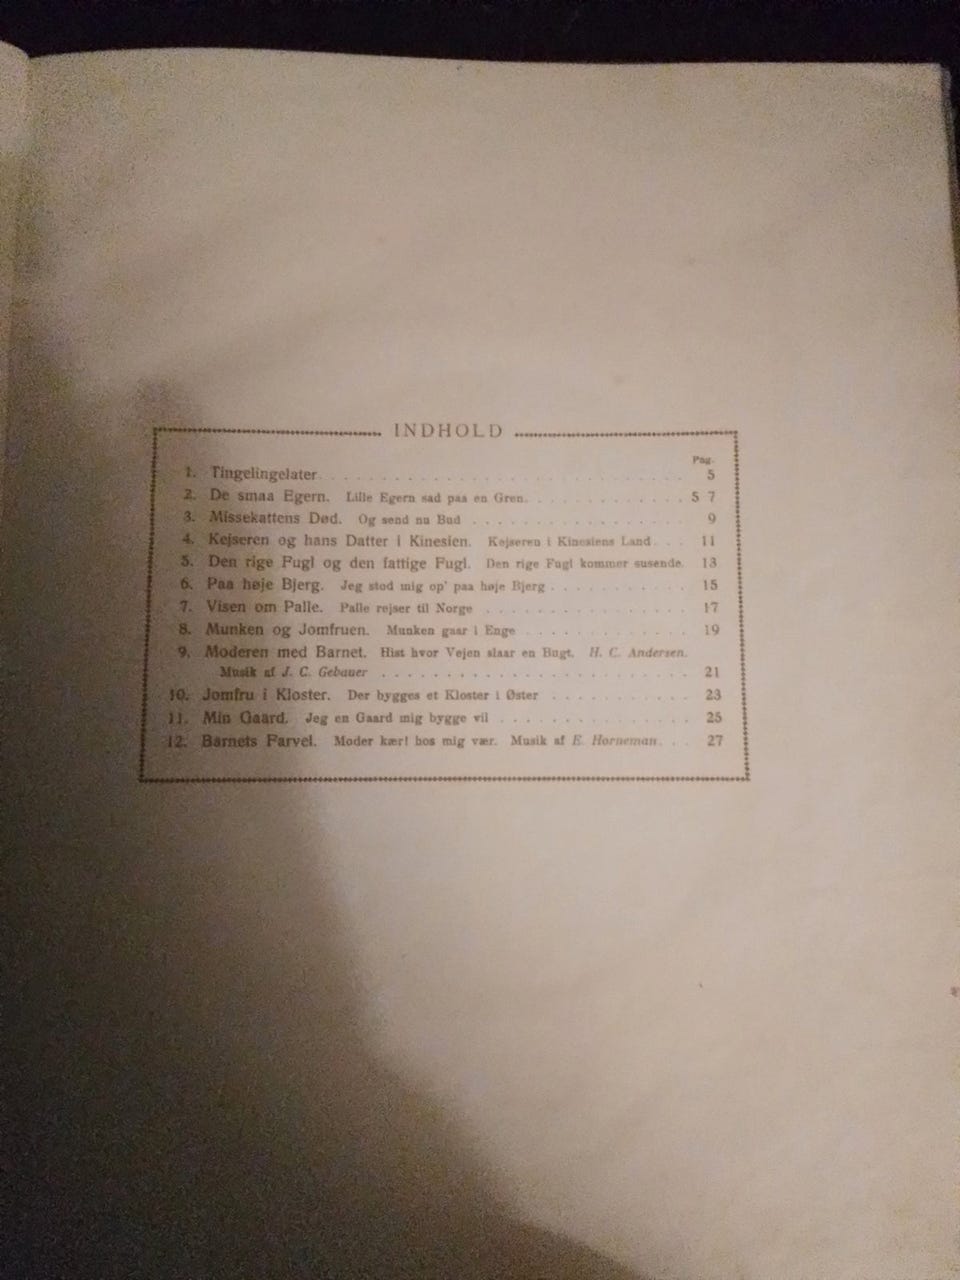 INDHOLD
Pag.
1. Tingelingelater. . . . . . . . . . . . . . . . . . . . . . . . . . . 5
2. De smaa Egern. Lille Egern sad paa en Gren. . . . . . . . . . . . 5 7
3. Missekattens Død. Og send nu Bud . . . . . . . . . . . . . . . . 9
4. Kejseren og hans Datter i Kinesien. Kejseren i Kinesiens Land . . . 11
5. Den rige Fugl og den fattige Fugl. Den rige Fugl kommer susende. 13
6. Paa høje Bjerg. Jeg stod mig op' paa høje Bjerg . . . . . . . . . . . 15
7. Visen om Palle. Palle rejser til Norge . . . . . . . . . . . . . . . 17
8. Munken og Jomfruen. Munken gaar i Enge . . . . . . . . . . . . 19
9. Moderen med Barnet. Hist hvor Vejen slaar en Bugt. H. C. Andersen.
Musik af J. C. Gebauer . . . . . . . . . . . . . . . . . . . . . . 21
10. Jomfru i Kloster. Der bygges et Kloster i Øster . . . . . . . . . . 23
11. Min Gaard. Jeg en Gaard mig bygge vil . . . . . . . . . . . . . . 25
12. Barnets Farvel. Moder kær! hos mig vær. Musik af E. Horneman. . . 27